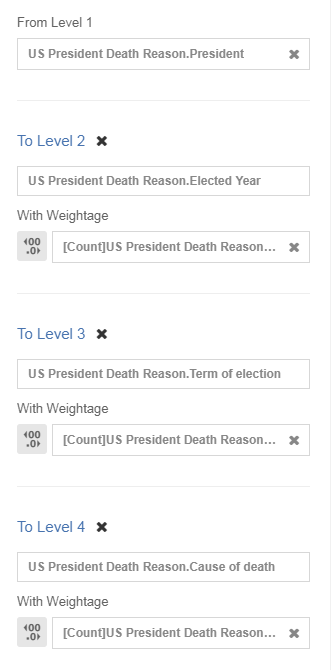 From Level 1
US President Death Reason.President
To Level 2
US President Death Reason.Elected Year
With Weightage
00
.0
[Count]US President Death Reason...
To Level 3
US President Death Reason.Term of election
With Weightage
00
.0
[Count]US President Death Reason...
To Level 4
US President Death Reason.Cause of death
With Weightage
00
.0
[Count]US President Death Reason...